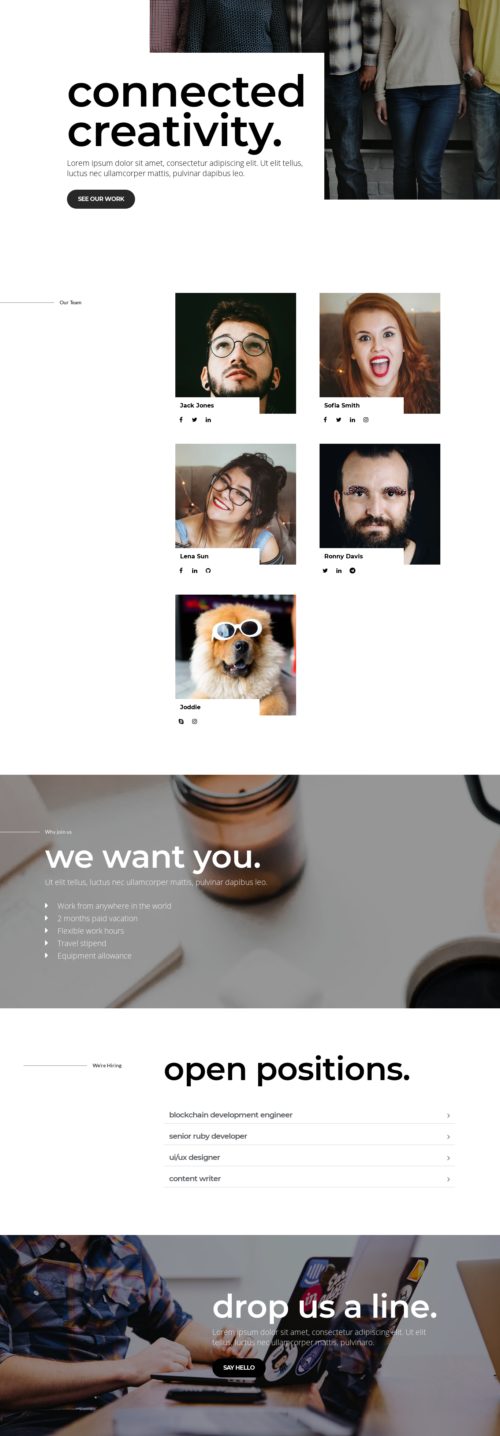 connected
creativity.
Lorem ipsum dolor sit amet, consectetur adipiscing elit. Ut elit tellus,
luctus nec ullamcorper mattis, pulvinar dapibus leo.
SEE OUR WORK
Our Team
Jack Jones
Sofia Smith
Lena Sun
Ronny Davis
Joddie
Why join us
we want you.
Ut elit tellus, luctus nec ullamcorper mattis, pulvinar dapibus leo.
Work from anywhere in the world
2 months paid vacation
Flexible work hours
Travel stipend
Equipment allowance
We're Hiring
open positions.
blockchain development engineer
senior ruby developer
ui/ux designer
content writer
drop us a line.
Lorem ipsum dolor sit amet, consectetur adipiscing elit. Ut elit
tellus, luctus nec ullamcorper mattis, pulvinaro.
SAY HELLO